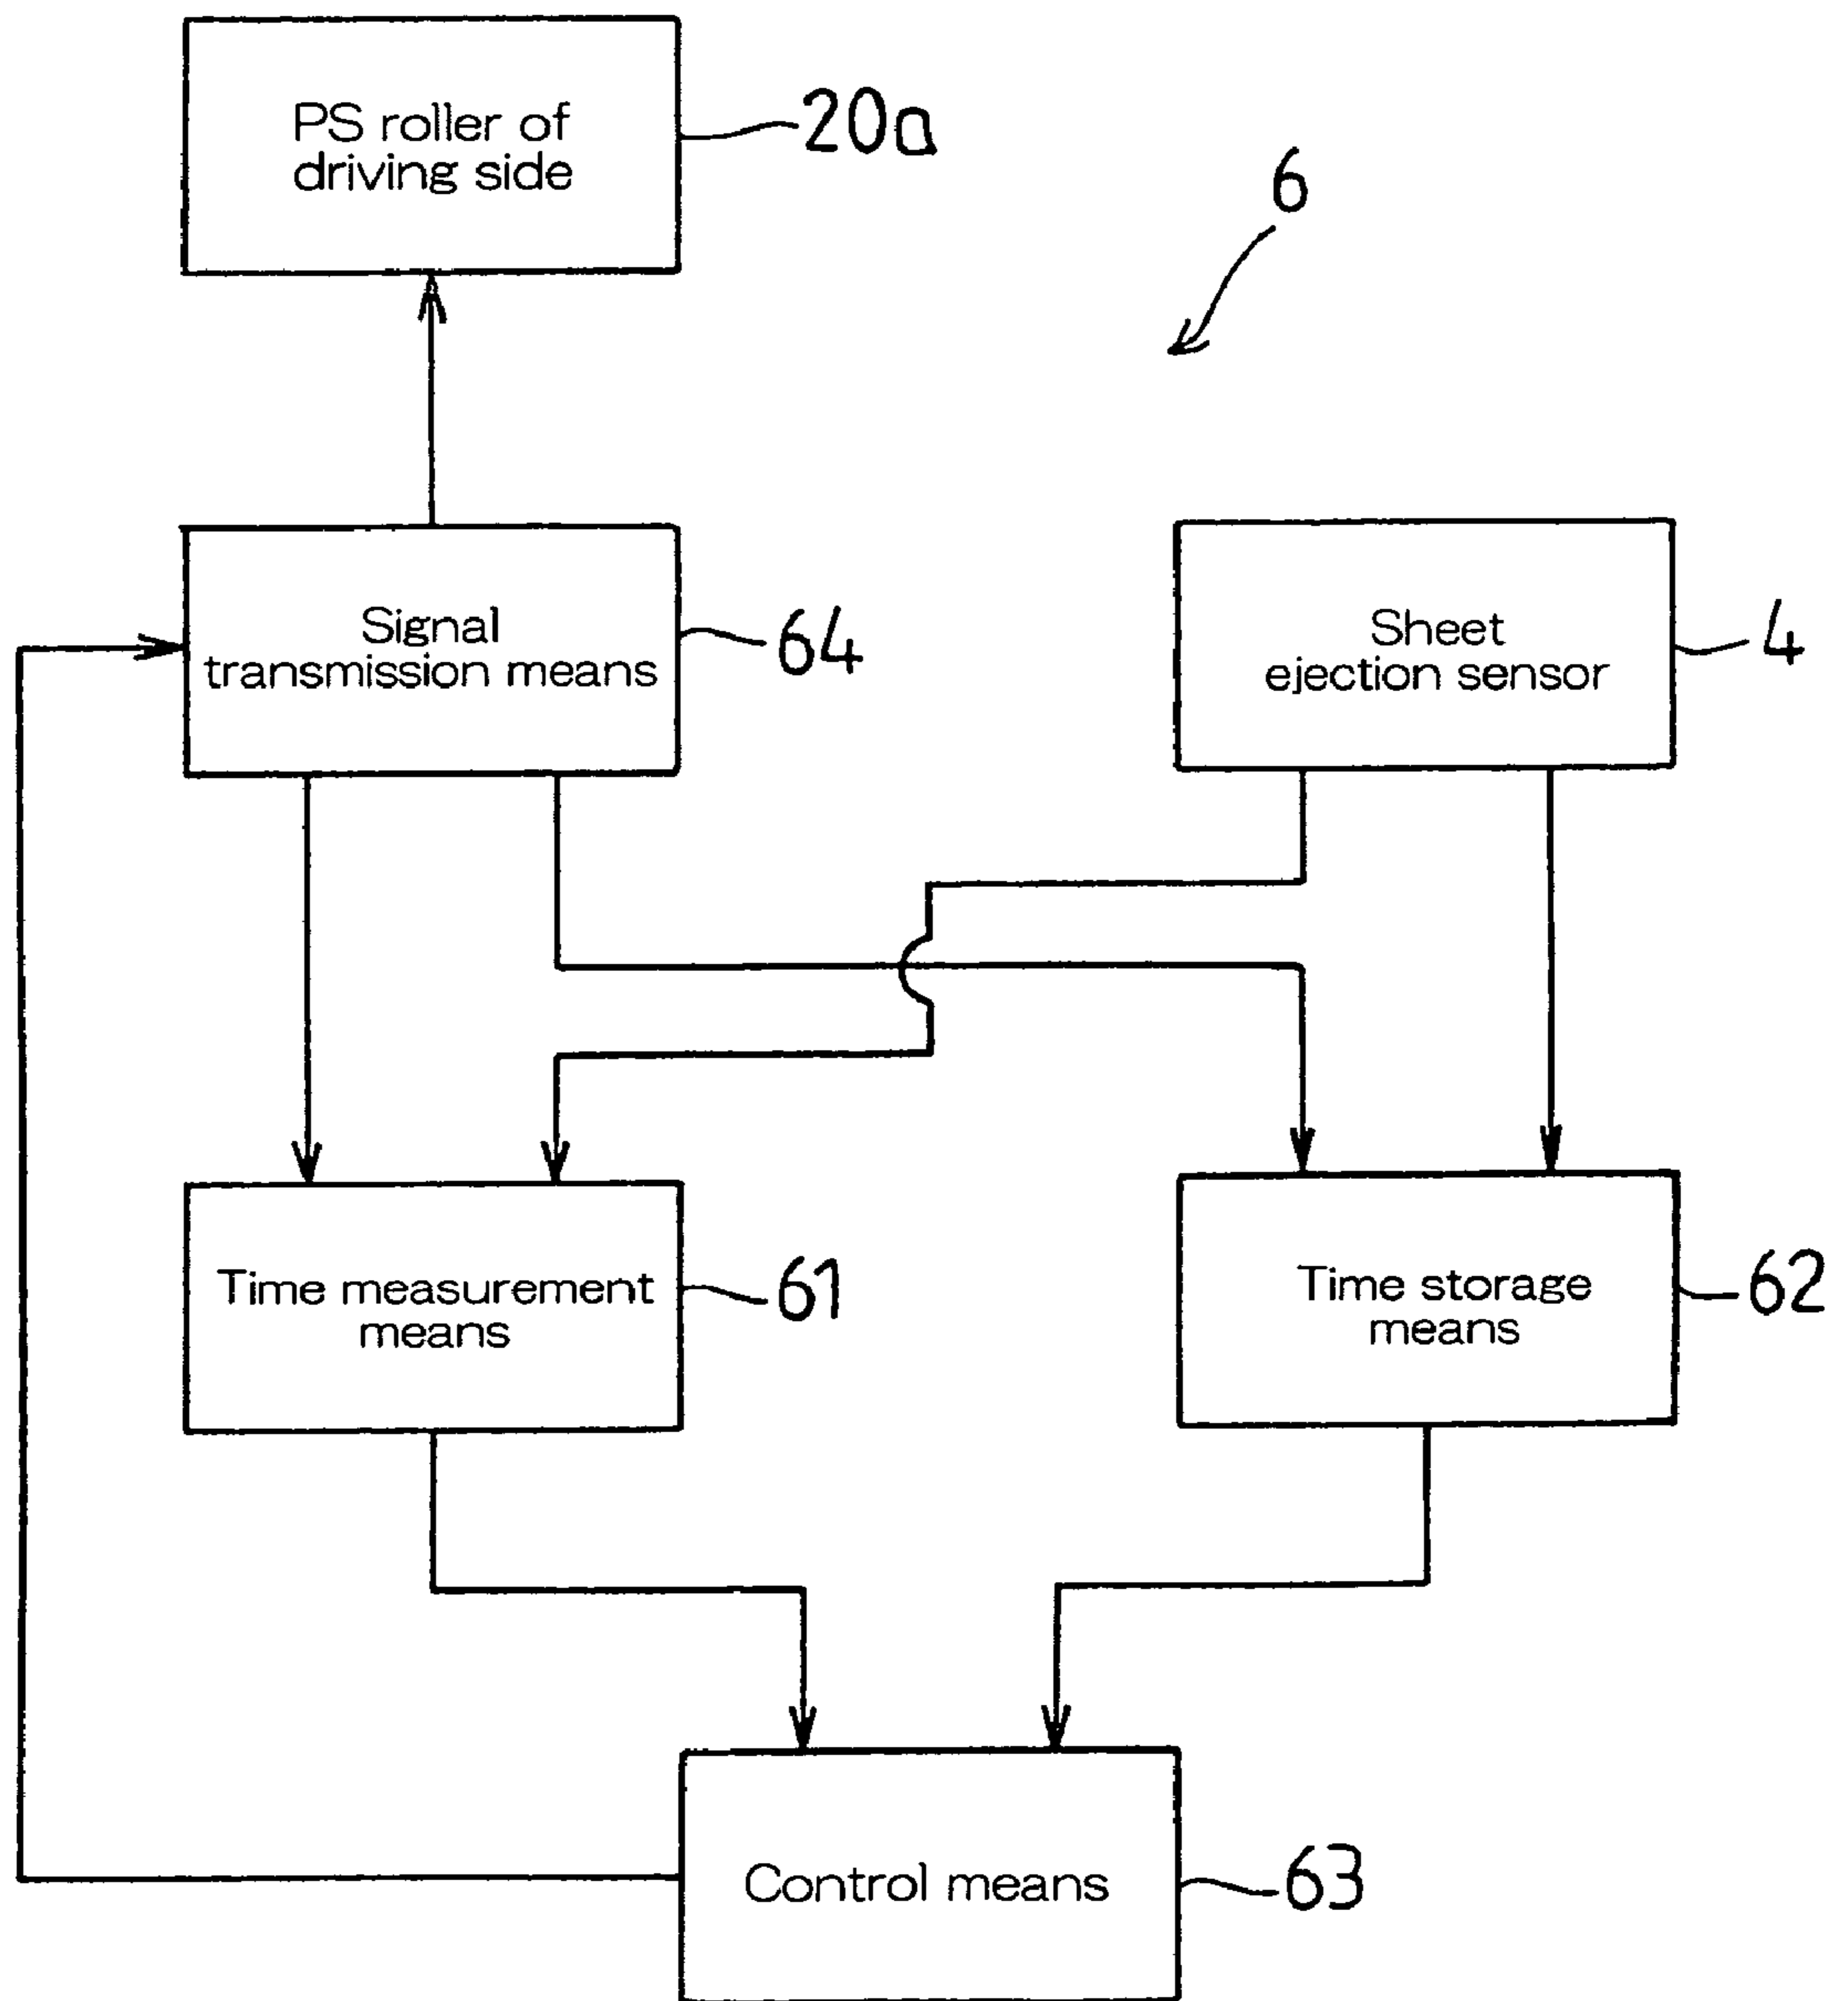 PS roller of
driving side
20a
6
Signal
transmission means
64
Sheet
ejection sensor
4
Time measurement
means
61
Time storage
means
62
Control means
63